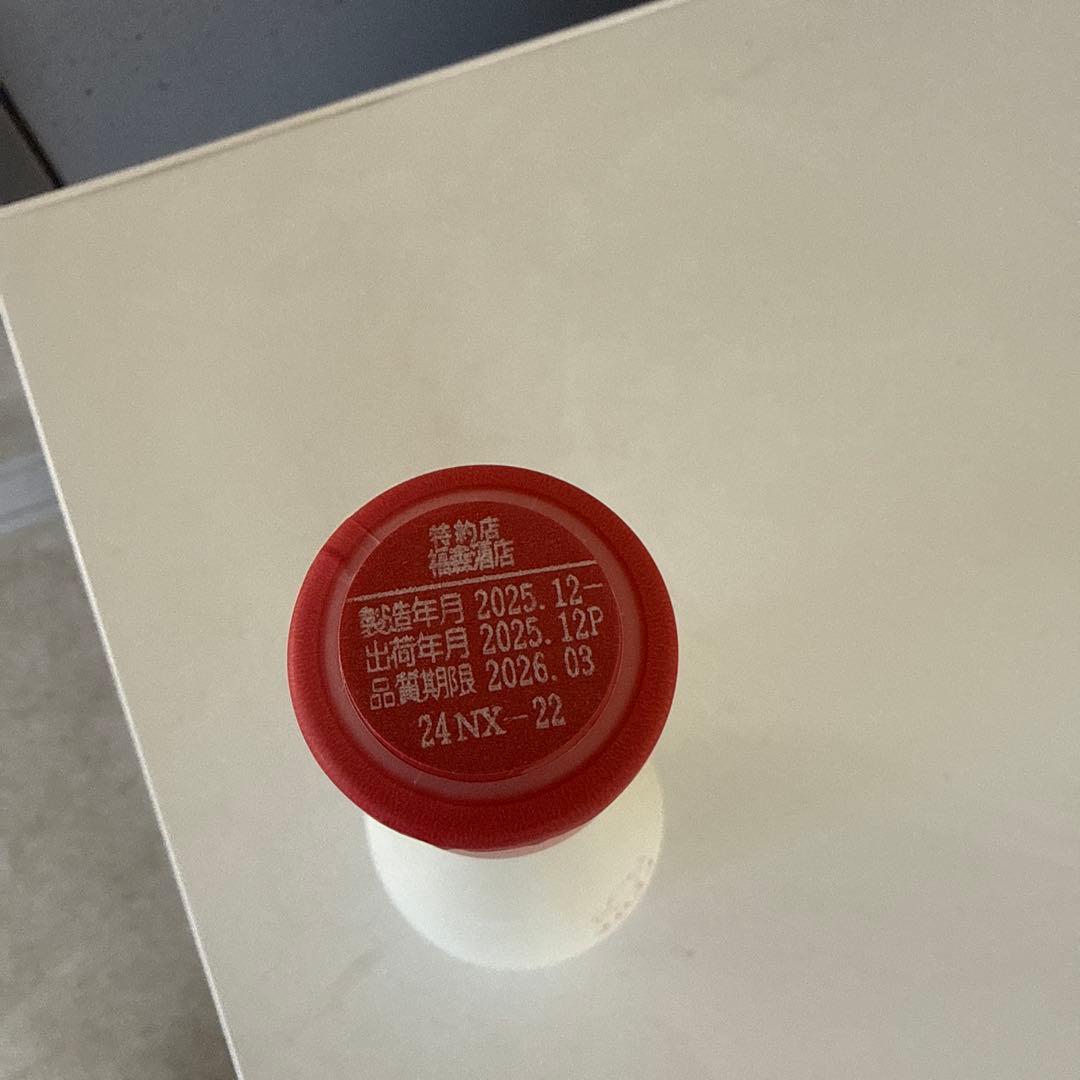 特約店
福森酒店
製造年月 2025.12-
出荷年月 2025.12P
品質期限 2026.03
24NX-22